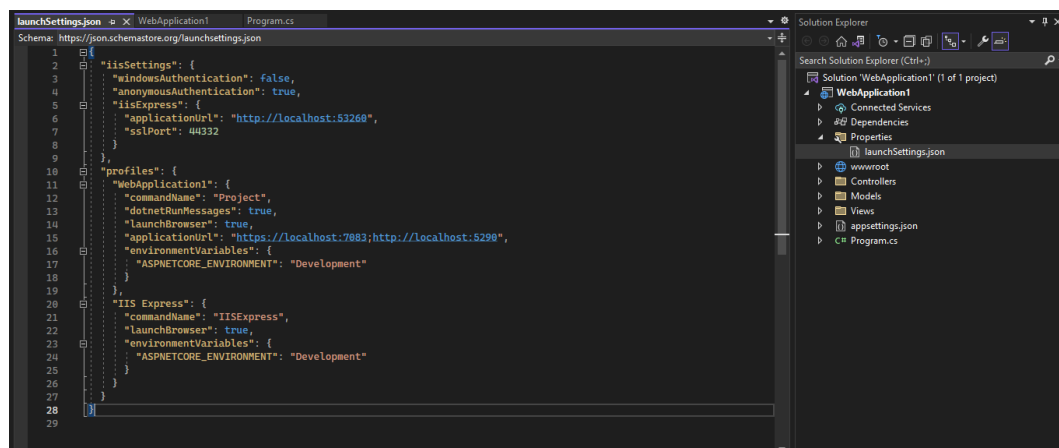 launchSettings.json WebApplication1 Program.cs
Schema: https://json.schemastore.org/launchsettings.json
1 {
2 "iisSettings": {
3 "windowsAuthentication": false,
4 "anonymousAuthentication": true,
5 "iisExpress": {
6 "applicationUrl": "http://localhost:53260",
7 "sslPort": 44332
8 }
9 },
10 "profiles": {
11 "WebApplication1": {
12 "commandName": "Project",
13 "dotnetRunMessages": true,
14 "launchBrowser": true,
15 "applicationUrl": "https://localhost:7083;http://localhost:5290",
16 "environmentVariables": {
17 "ASPNETCORE_ENVIRONMENT": "Development"
18 }
19 },
20 "IIS Express": {
21 "commandName": "IISExpress",
22 "launchBrowser": true,
23 "environmentVariables": {
24 "ASPNETCORE_ENVIRONMENT": "Development"
25 }
26 }
27 }
28 }
29
Solution Explorer
Search Solution Explorer (Ctrl+;)
Solution 'WebApplication1' (1 of 1 project)
WebApplication1
Connected Services
Dependencies
Properties
launchSettings.json
wwwroot
Controllers
Models
Views
appsettings.json
C# Program.cs